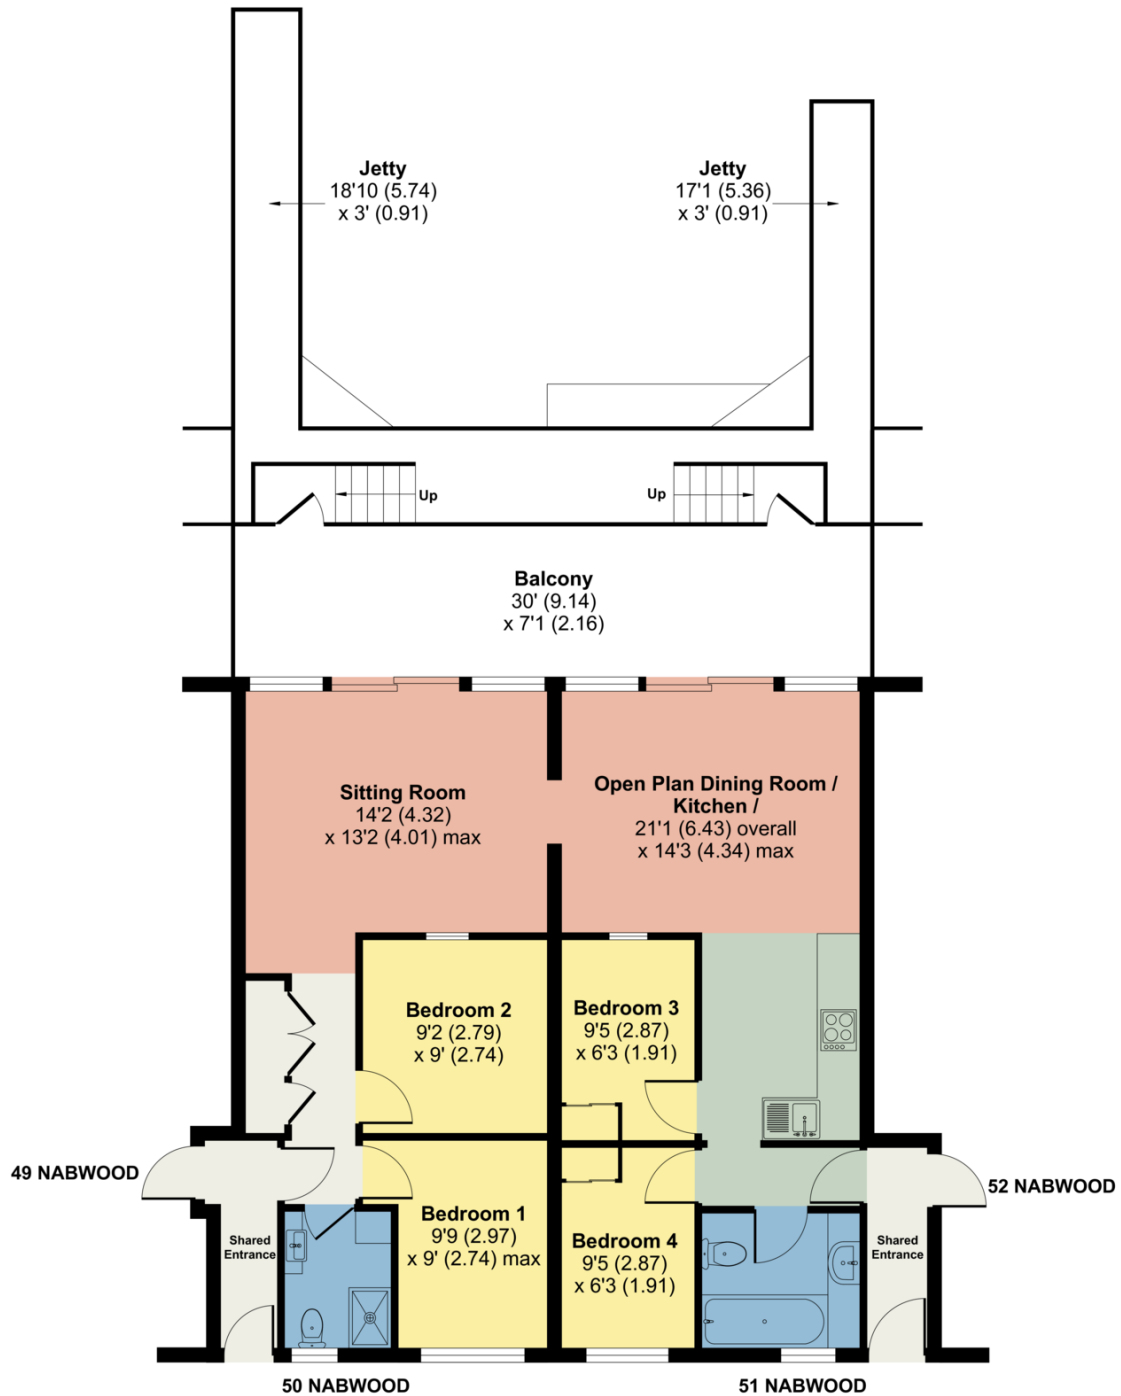 Jetty
18'10 (5.74)
x 3' (0.91)
Jetty
17'1 (5.36)
x 3' (0.91)
Up
Up
Balcony
30' (9.14)
x 7'1 (2.16)
Sitting Room
14'2 (4.32)
x 13'2 (4.01) max
Open Plan Dining Room /
Kitchen /
21'1 (6.43) overall
x 14'3 (4.34) max
Bedroom 2
9'2 (2.79)
x 9' (2.74)
Bedroom 3
9'5 (2.87)
x 6'3 (1.91)
49 NABWOOD
52 NABWOOD
Shared
Entrance
Bedroom 1
9'9 (2.97)
x 9' (2.74) max
Bedroom 4
9'5 (2.87)
x 6'3 (1.91)
Shared
Entrance
50 NABWOOD
51 NABWOOD